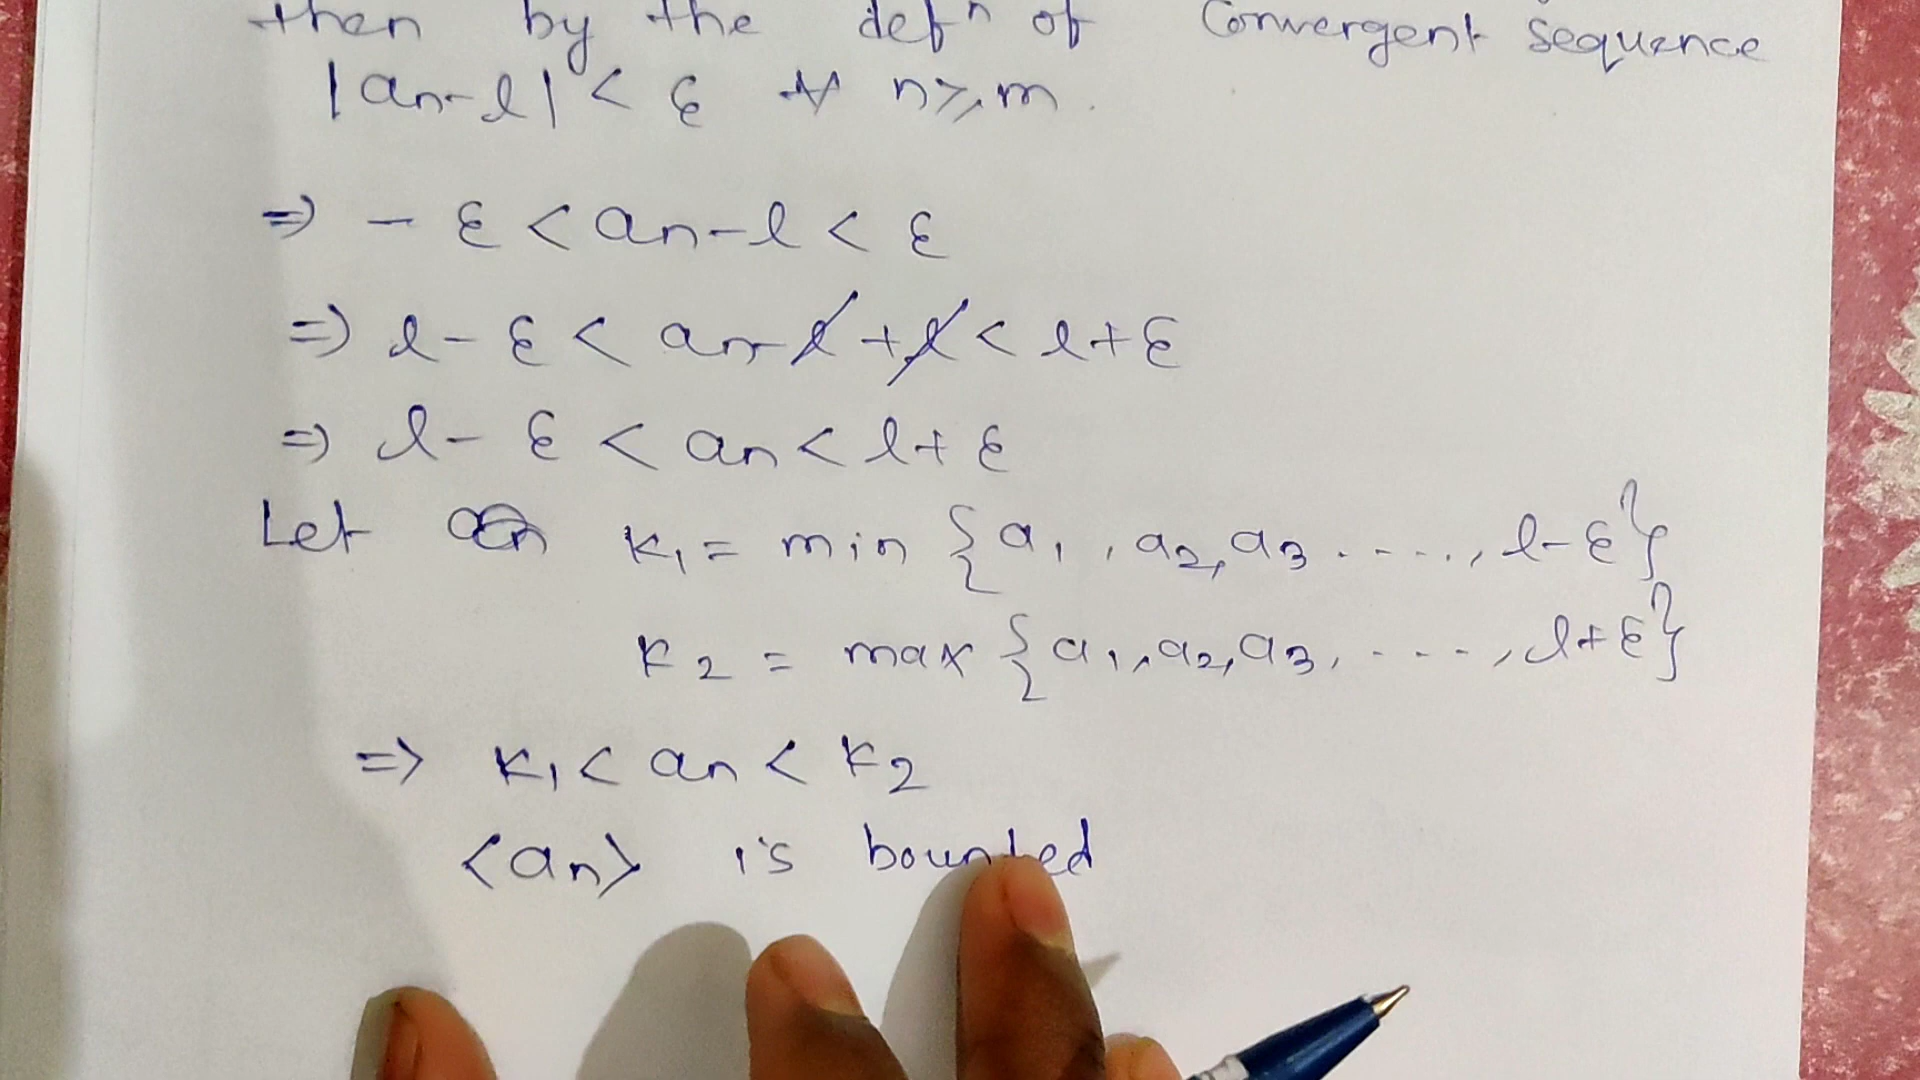 then by the defⁿ of Convergent Sequence
|an-l| < ε ∀ n≥m.
⇒ - ε < an-l < ε
⇒ l- ε < an-l+l < l+ε
⇒ l- ε < an < l+ ε
Let K1 = min {a1, a2, a3 ....., l-ε}
K2 = max {a1, a2, a3, ...., l+ε}
⇒ K1 < an < K2
<an> is bounded